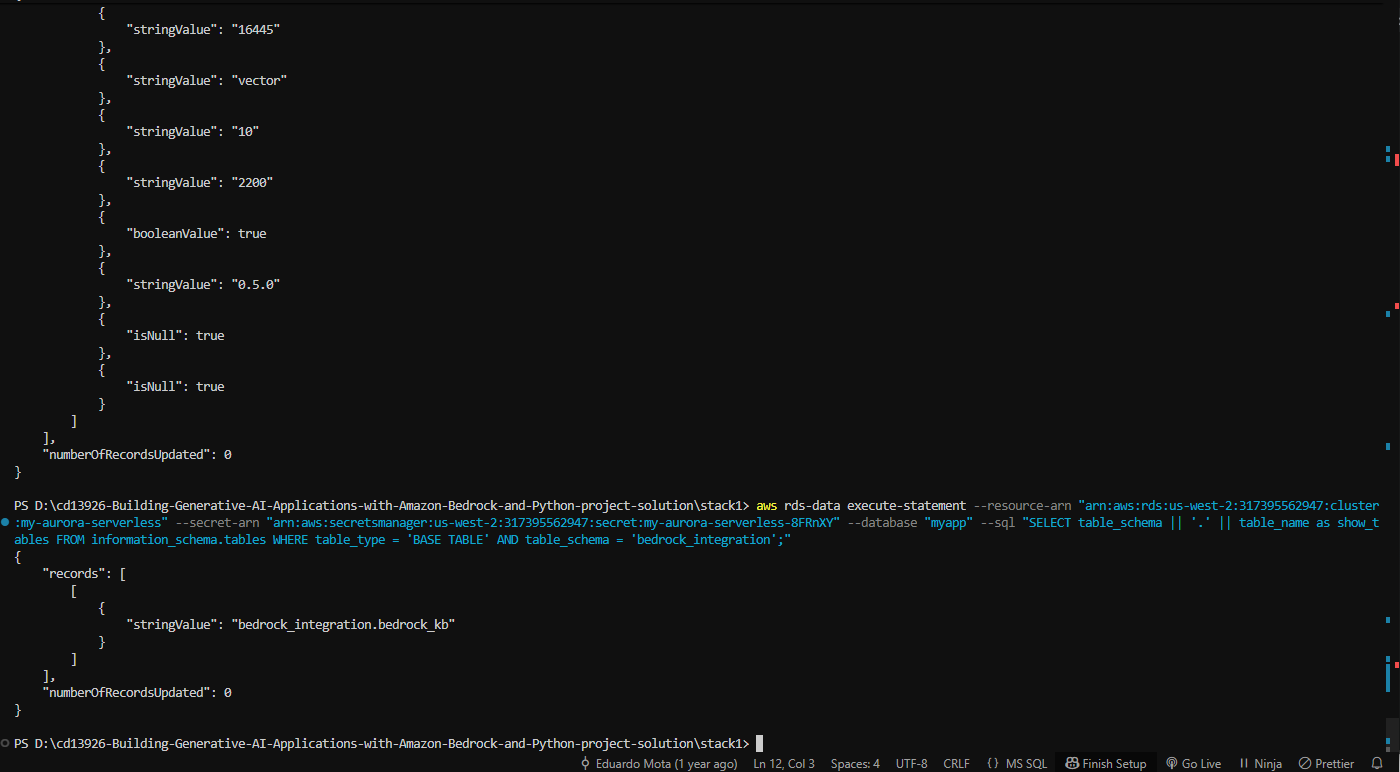 {
"stringValue": "16445"
},
{
"stringValue": "vector"
},
{
"stringValue": "10"
},
{
"stringValue": "2200"
},
{
"booleanValue": true
},
{
"stringValue": "0.5.0"
},
{
"isNull": true
},
{
"isNull": true
}
]
],
"numberOfRecordsUpdated": 0
}
PS D:\cd13926-Building-Generative-AI-Applications-with-Amazon-Bedrock-and-Python-project-solution\stack1> aws rds-data execute-statement --resource-arn "arn:aws:rds:us-west-2:317395562947:cluster
:my-aurora-serverless" --secret-arn "arn:aws:secretsmanager:us-west-2:317395562947:secret:my-aurora-serverless-8FRnXY" --database "myapp" --sql "SELECT table_schema || '.' || table_name as show_t
ables FROM information_schema.tables WHERE table_type = 'BASE TABLE' AND table_schema = 'bedrock_integration';"
{
"records": [
[
{
"stringValue": "bedrock_integration.bedrock_kb"
}
]
],
"numberOfRecordsUpdated": 0
}
PS D:\cd13926-Building-Generative-AI-Applications-with-Amazon-Bedrock-and-Python-project-solution\stack1>
Eduardo Mota (1 year ago) Ln 12, Col 3 Spaces: 4 UTF-8 CRLF {} MS SQL Finish Setup Go Live Ninja Prettier